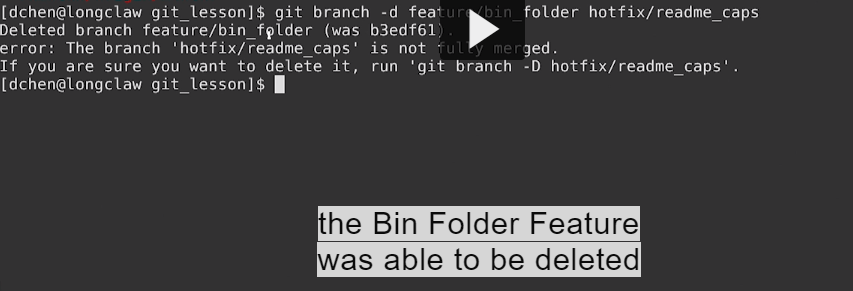 [dchen@longclaw git_lesson]$ git branch -d feature/bin_folder hotfix/readme_caps
Deleted branch feature/bin_folder (was b3edf61).
error: The branch 'hotfix/readme_caps' is not fully merged.
If you are sure you want to delete it, run 'git branch -D hotfix/readme_caps'.
[dchen@longclaw git_lesson]$
the Bin Folder Feature
was able to be deleted